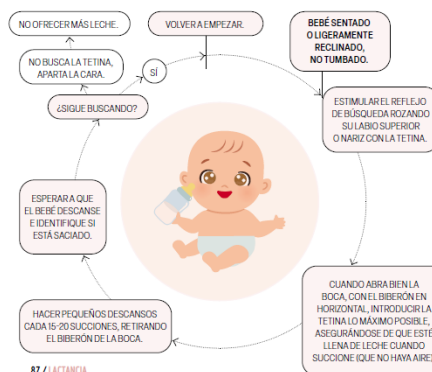 NO OFRECER MÁS LECHE.
VOLVER A EMPEZAR.
BEBÉ SENTADO
O LIGERAMENTE
RECLINADO,
NO TUMBADO.
NO BUSCA LA TETINA,
APARTA LA CARA.
SÍ
¿SIGUE BUSCANDO?
ESTIMULAR EL REFLEJO
DE BÚSQUEDA ROZANDO
SU LABIO SUPERIOR
O NARIZ CON LA TETINA.
ESPERAR A QUE
EL BEBÉ DESCANSE
E IDENTIFIQUE SI
ESTÁ SACIADO.
CUANDO ABRA BIEN LA
BOCA, CON EL BIBERÓN EN
HORIZONTAL, INTRODUCIR LA
TETINA LO MÁXIMO POSIBLE,
ASEGURÁNDOSE DE QUE ESTÉ
LLENA DE LECHE CUANDO
SUCCIONE (QUE NO HAYA AIRE)
HACER PEQUEÑOS DESCANSOS
CADA 15-20 SUCCIONES, RETIRANDO
EL BIBERÓN DE LA BOCA.
87 / LACTANCIA